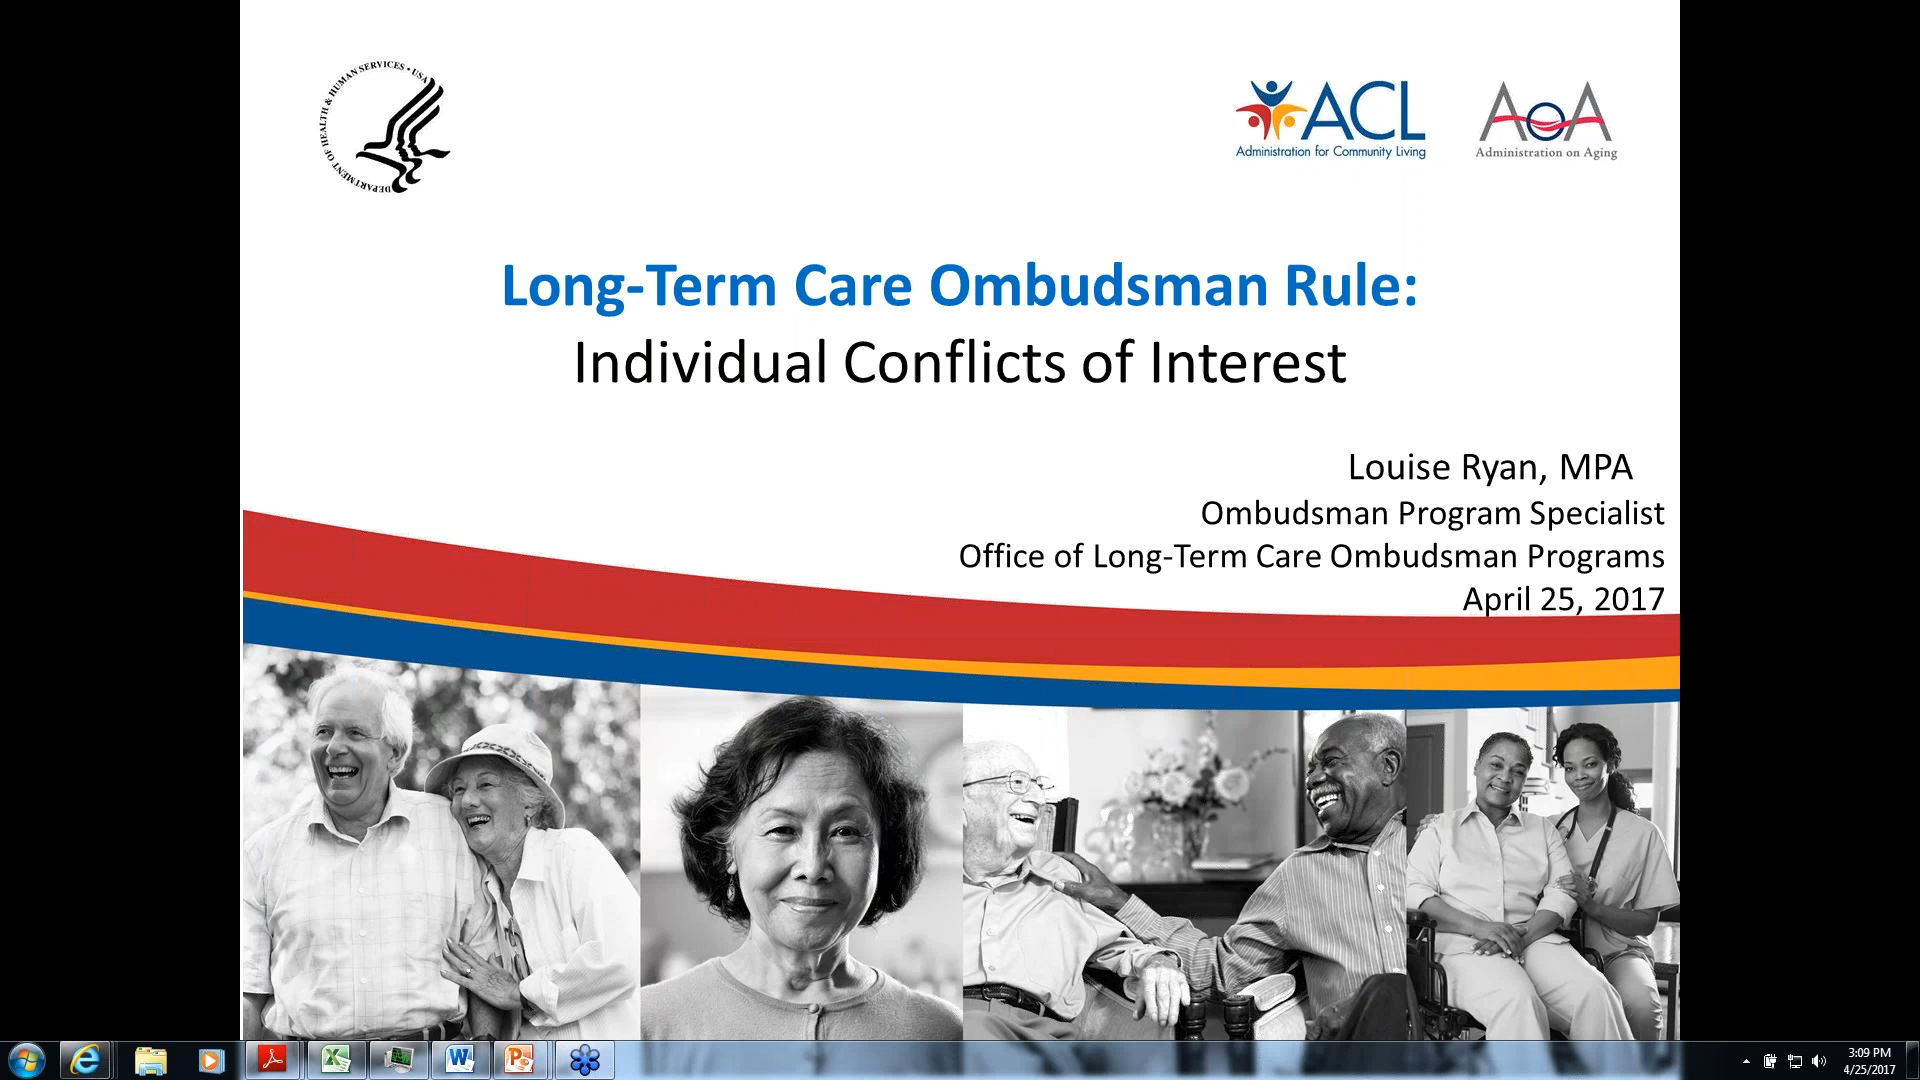 DEPARTMENT OF HEALTH & HUMAN SERVICES • USA
ACL
Administration for Community Living
AoA
Administration on Aging
Long-Term Care Ombudsman Rule:
Individual Conflicts of Interest
Louise Ryan, MPA
Ombudsman Program Specialist
Office of Long-Term Care Ombudsman Programs
April 25, 2017
3:09 PM
4/25/2017